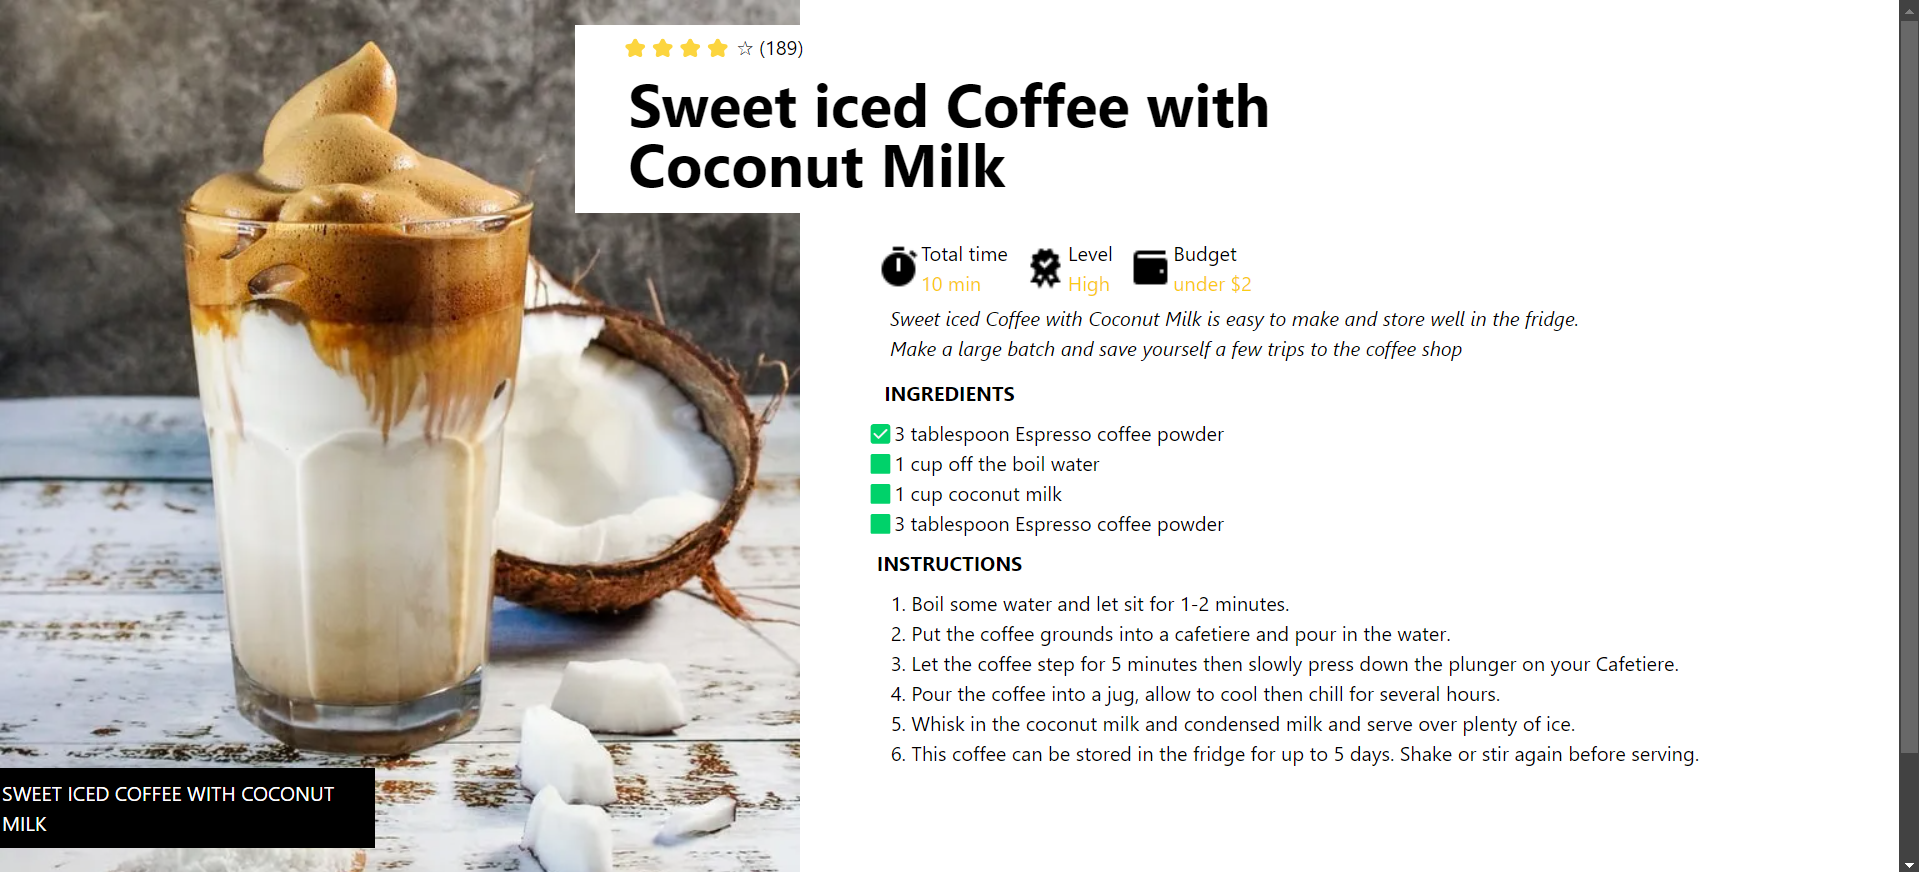 ☆ (189)
Sweet iced Coffee with
Coconut Milk
Total time
10 min
Level
High
Budget
under $2
Sweet iced Coffee with Coconut Milk is easy to make and store well in the fridge.
Make a large batch and save yourself a few trips to the coffee shop
INGREDIENTS
3 tablespoon Espresso coffee powder
1 cup off the boil water
1 cup coconut milk
3 tablespoon Espresso coffee powder
INSTRUCTIONS
1. Boil some water and let sit for 1-2 minutes.
2. Put the coffee grounds into a cafetiere and pour in the water.
3. Let the coffee step for 5 minutes then slowly press down the plunger on your Cafetiere.
4. Pour the coffee into a jug, allow to cool then chill for several hours.
5. Whisk in the coconut milk and condensed milk and serve over plenty of ice.
6. This coffee can be stored in the fridge for up to 5 days. Shake or stir again before serving.
SWEET ICED COFFEE WITH COCONUT
MILK